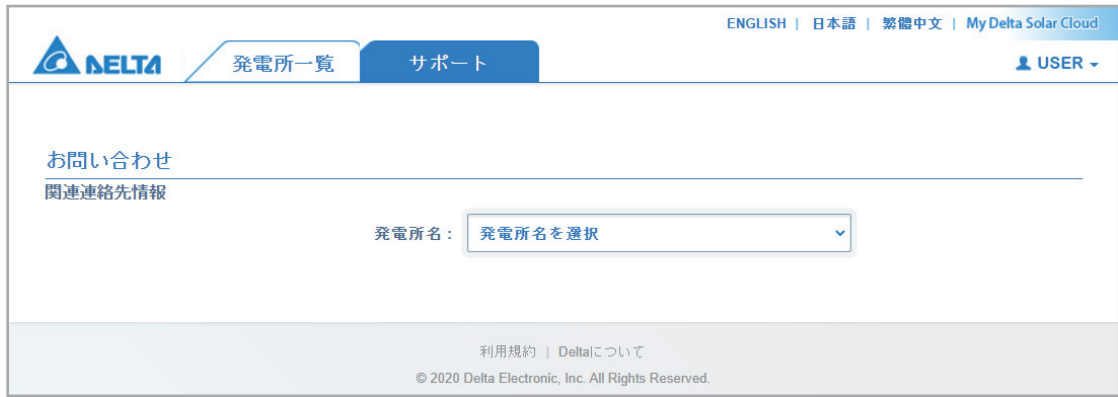 ENGLISH | 日本語 | 繁體中文 | My Delta Solar Cloud
DELTA 発電所一覧 サポート USER
お問い合わせ
関連連絡先情報
発電所名： 発電所名を選択
利用規約 | Deltaについて
© 2020 Delta Electronic, Inc. All Rights Reserved.